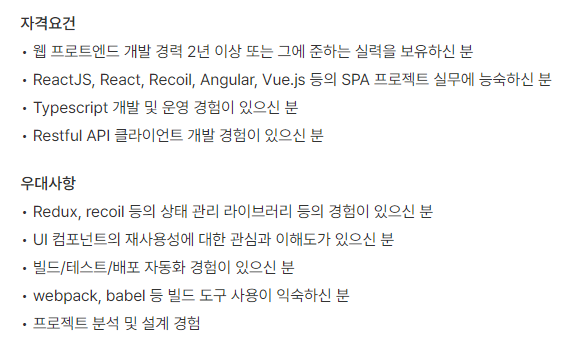 자격요건
• 웹 프로트엔드 개발 경력 2년 이상 또는 그에 준하는 실력을 보유하신 분
• ReactJS, React, Recoil, Angular, Vue.js 등의 SPA 프로젝트 실무에 능숙하신 분
• Typescript 개발 및 운영 경험이 있으신 분
• Restful API 클라이언트 개발 경험이 있으신 분
우대사항
• Redux, recoil 등의 상태 관리 라이브러리 등의 경험이 있으신 분
• UI 컴포넌트의 재사용성에 대한 관심과 이해도가 있으신 분
• 빌드/테스트/배포 자동화 경험이 있으신 분
• webpack, babel 등 빌드 도구 사용이 익숙하신 분
• 프로젝트 분석 및 설계 경험